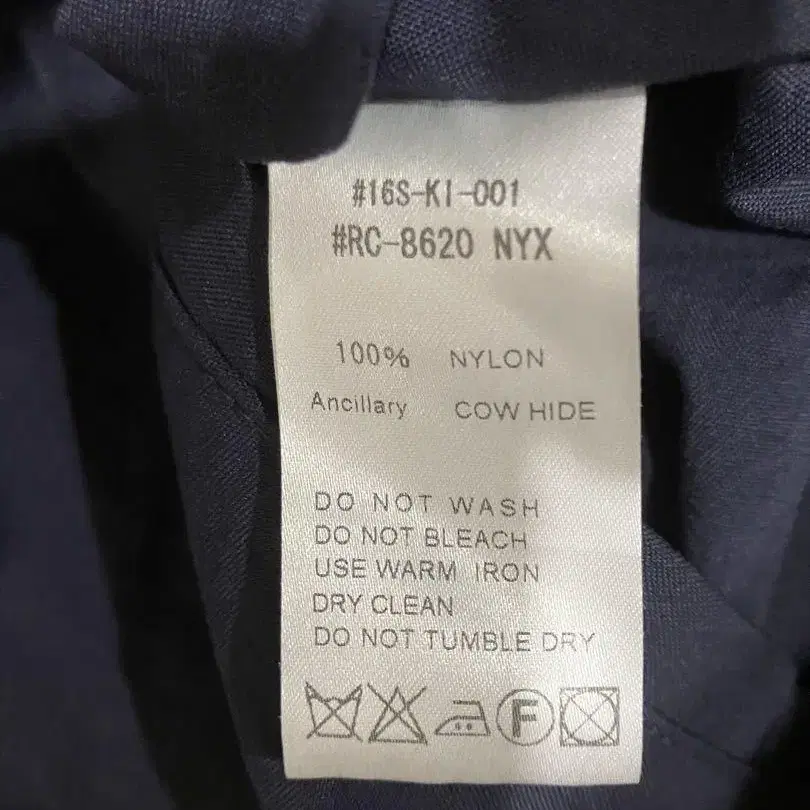 #16S-KI-001
#RC-8620 NYX
100% NYLON
Ancillary COW HIDE
DO NOT WASH
DO NOT BLEACH
USE WARM IRON
DRY CLEAN
DO NOT TUMBLE DRY
F